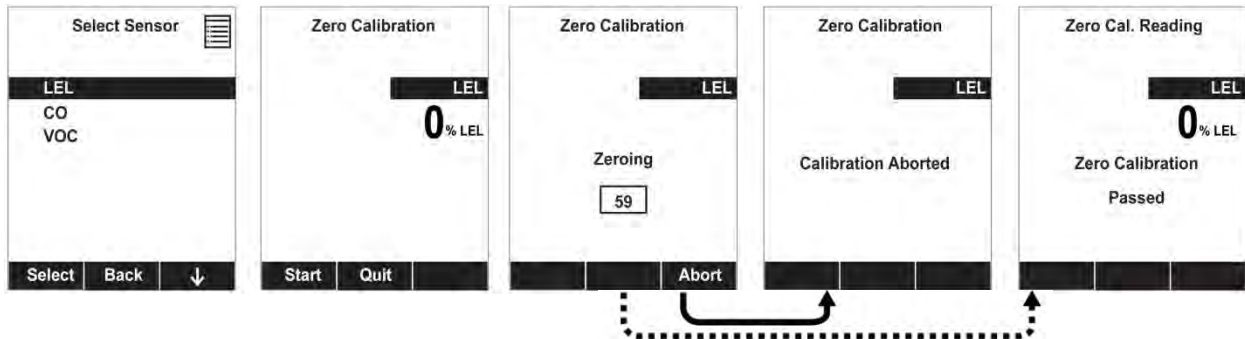 Select Sensor
LEL
CO
VOC
Select Back ↓
Zero Calibration
LEL
0 % LEL
Start Quit
Zero Calibration
LEL
Zeroing
59
Abort
Zero Calibration
LEL
Calibration Aborted
Zero Cal. Reading
LEL
0 % LEL
Zero Calibration
Passed